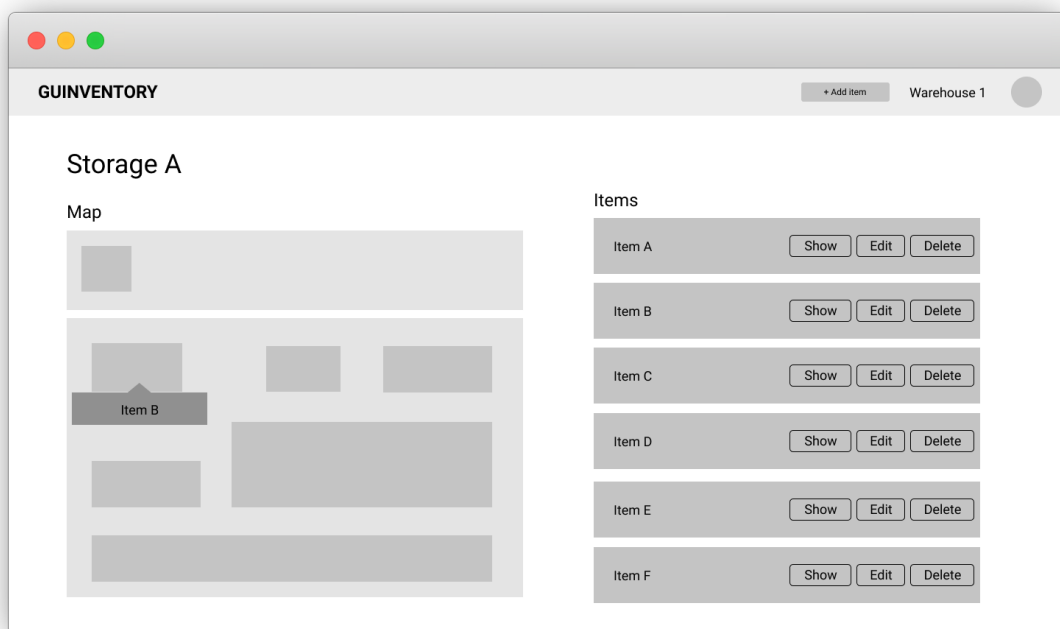 GUINVENTORY
+ Add item
Warehouse 1
Storage A
Map
Item B
Items
Item A Show Edit Delete
Item B Show Edit Delete
Item C Show Edit Delete
Item D Show Edit Delete
Item E Show Edit Delete
Item F Show Edit Delete